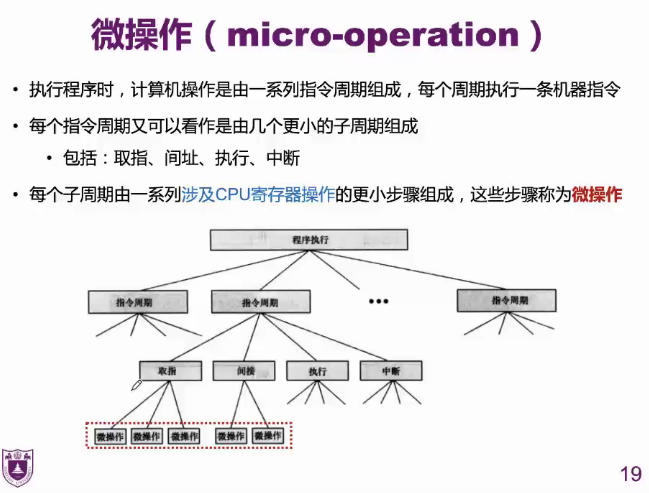 微操作（micro-operation）
• 执行程序时，计算机操作是由一系列指令周期组成，每个周期执行一条机器指令
• 每个指令周期又可以看作是由几个更小的子周期组成
• 包括：取指、间址、执行、中断
• 每个子周期由一系列涉及CPU寄存器操作的更小步骤组成，这些步骤称为微操作
程序执行
指令周期 指令周期 ••• 指令周期
取指 间接 执行 中断
微操作 微操作 微操作 微操作 微操作
19